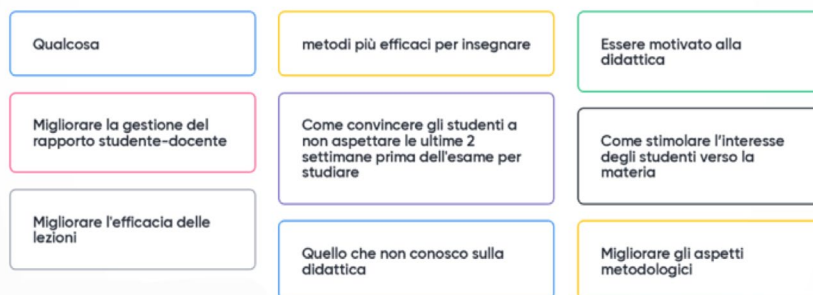 Qualcosa
Migliorare la gestione del
rapporto studente-docente
Migliorare l'efficacia delle
lezioni
metodi più efficaci per insegnare
Come convincere gli studenti a
non aspettare le ultime 2
settimane prima dell'esame per
studiare
Quello che non conosco sulla
didattica
Essere motivato alla
didattica
Come stimolare l’interesse
degli studenti verso la
materia
Migliorare gli aspetti
metodologici